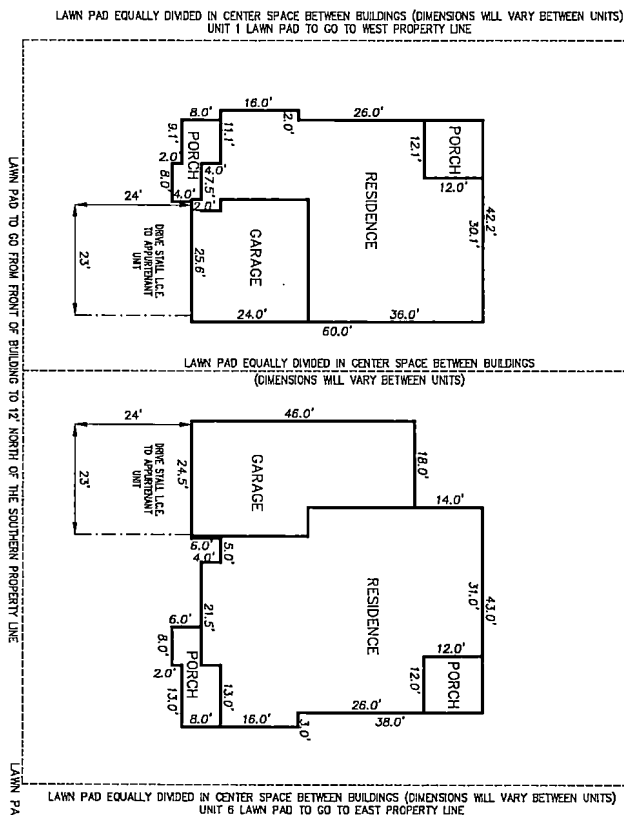 LAWN PAD EQUALLY DIVIDED IN CENTER SPACE BETWEEN BUILDINGS (DIMENSIONS WILL VARY BETWEEN UNITS)
UNIT 1 LAWN PAD TO GO TO WEST PROPERTY LINE
16.0'
26.0'
8.0'
2.0'
11.1'
9.1'
PORCH
12.1'
PORCH
2.0'
4.0'
12.0'
8.0'
7.5'
4.0'
2.0'
RESIDENCE
42.2'
30.1'
24'
23'
DRIVE STALL L.C.E.
TO APPURTENANT
UNIT
25.6'
GARAGE
24.0'
36.0'
60.0'
LAWN PAD EQUALLY DIVIDED IN CENTER SPACE BETWEEN BUILDINGS
(DIMENSIONS WILL VARY BETWEEN UNITS)
24'
46.0'
23'
DRIVE STALL L.C.E.
TO APPURTENANT
UNIT
24.5'
GARAGE
18.0'
14.0'
6.0'
5.0'
4.0'
21.5'
RESIDENCE
31.0'
43.0'
6.0'
8.0'
2.0'
PORCH
13.0'
13.0'
12.0'
12.0'
PORCH
8.0'
16.0'
3.0'
26.0'
38.0'
LAWN PAD TO GO FROM FRONT OF BUILDING TO 12' NORTH OF THE SOUTHERN PROPERTY LINE
LAWN PA
LAWN PAD EQUALLY DIVIDED IN CENTER SPACE BETWEEN BUILDINGS (DIMENSIONS WILL VARY BETWEEN UNITS)
UNIT 6 LAWN PAD TO GO TO EAST PROPERTY LINE